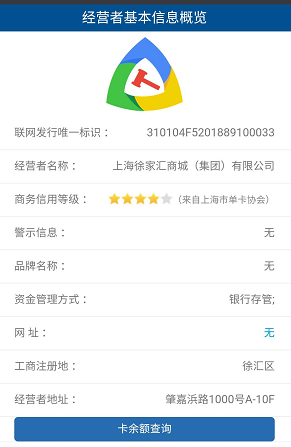 经营者基本信息概览
联网发行唯一标识： 310104F5201889100033
经营者名称： 上海徐家汇商城（集团）有限公司
商务信用等级： （来自上海市单卡协会）
警示信息： 无
品牌名称： 无
资金管理方式： 银行存管;
网 址： 无
工商注册地： 徐汇区
经营者地址： 肇嘉浜路1000号A-10F
卡余额查询